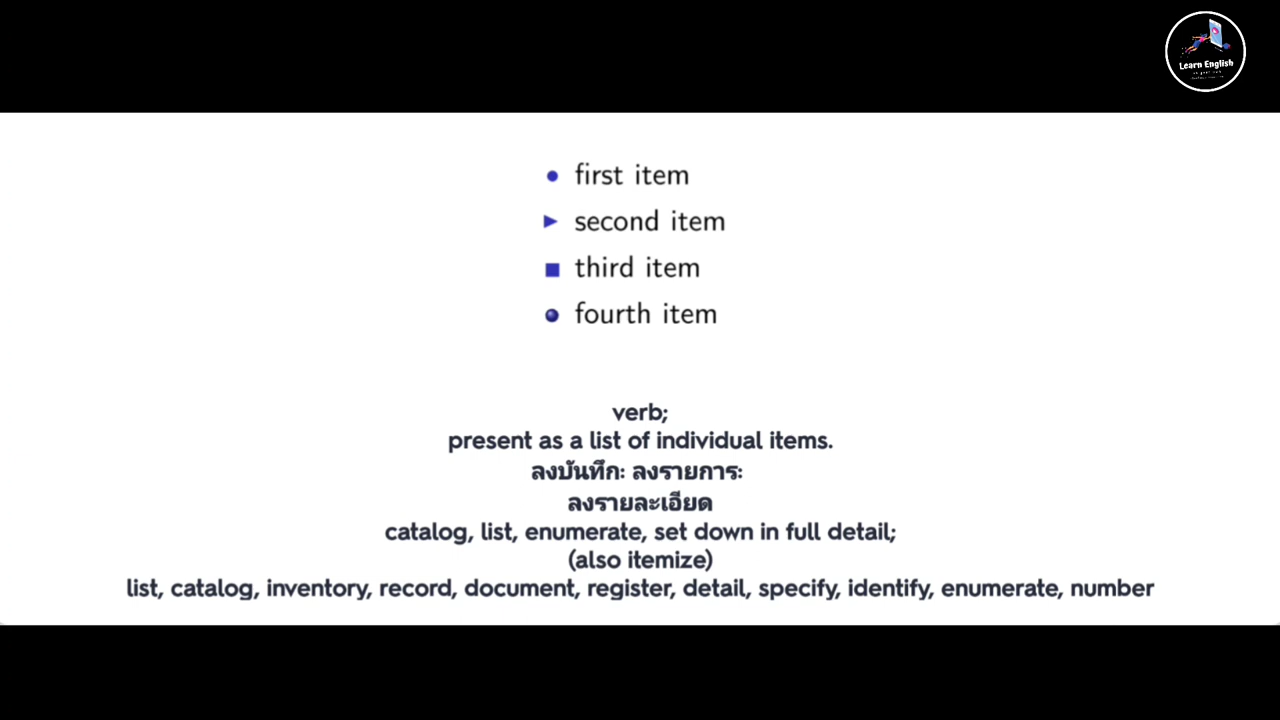 Learn English
first item
second item
third item
fourth item
verb;
present as a list of individual items.
ลงบันทึก: ลงรายการ:
ลงรายละเอียด
catalog, list, enumerate, set down in full detail;
(also itemize)
list, catalog, inventory, record, document, register, detail, specify, identify, enumerate, number